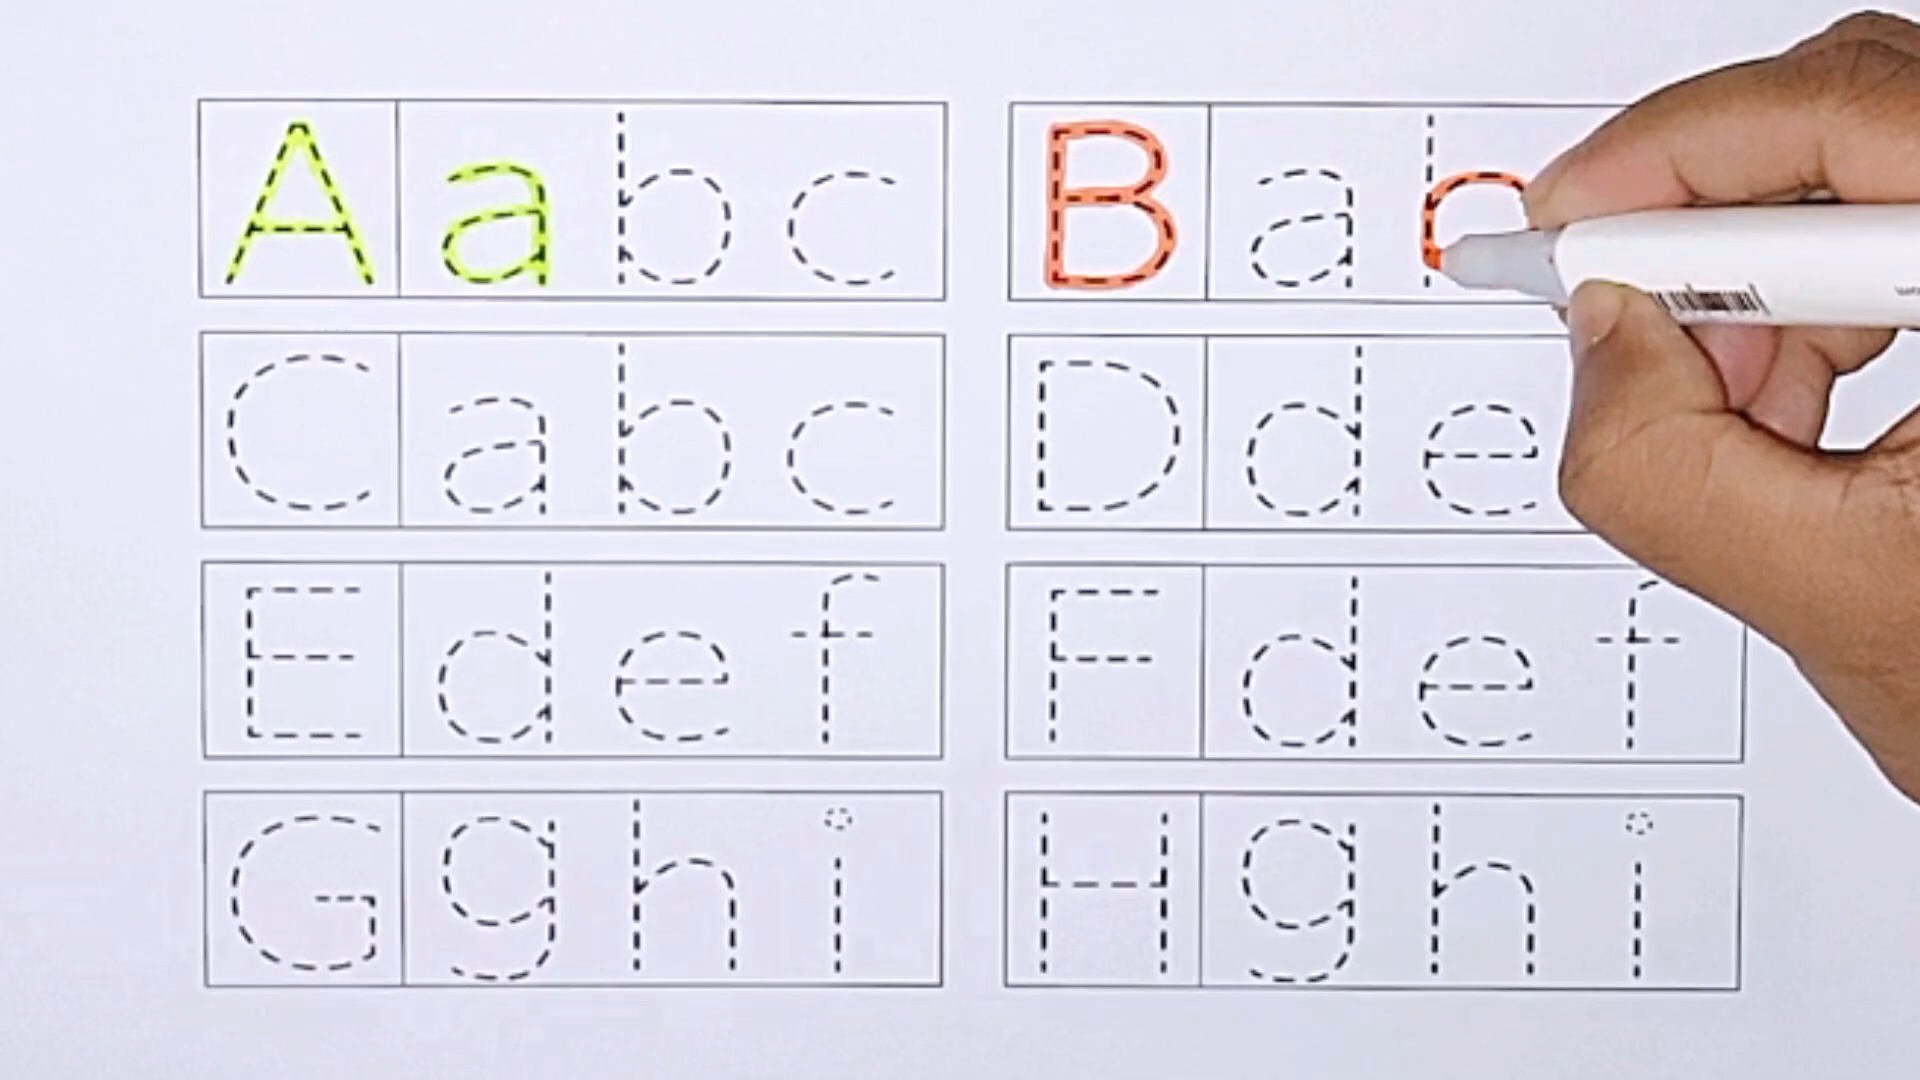 A a b c
B a b
C a b c
D d e
E d e f
F d e f
G g h i
H g h i